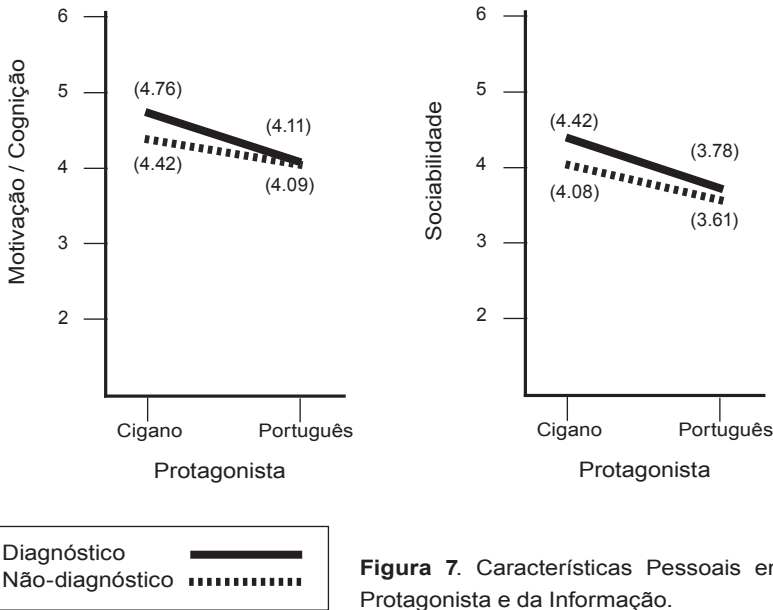 6
5
4
3
2
Motivação / Cognição
(4.76)
(4.11)
(4.42)
(4.09)
Cigano Português
Protagonista
6
5
4
3
2
Sociabilidade
(4.42)
(3.78)
(4.08)
(3.61)
Cigano Português
Protagonista
Diagnóstico
Não-diagnóstico
Figura 7. Características Pessoais em
Protagonista e da Informação.